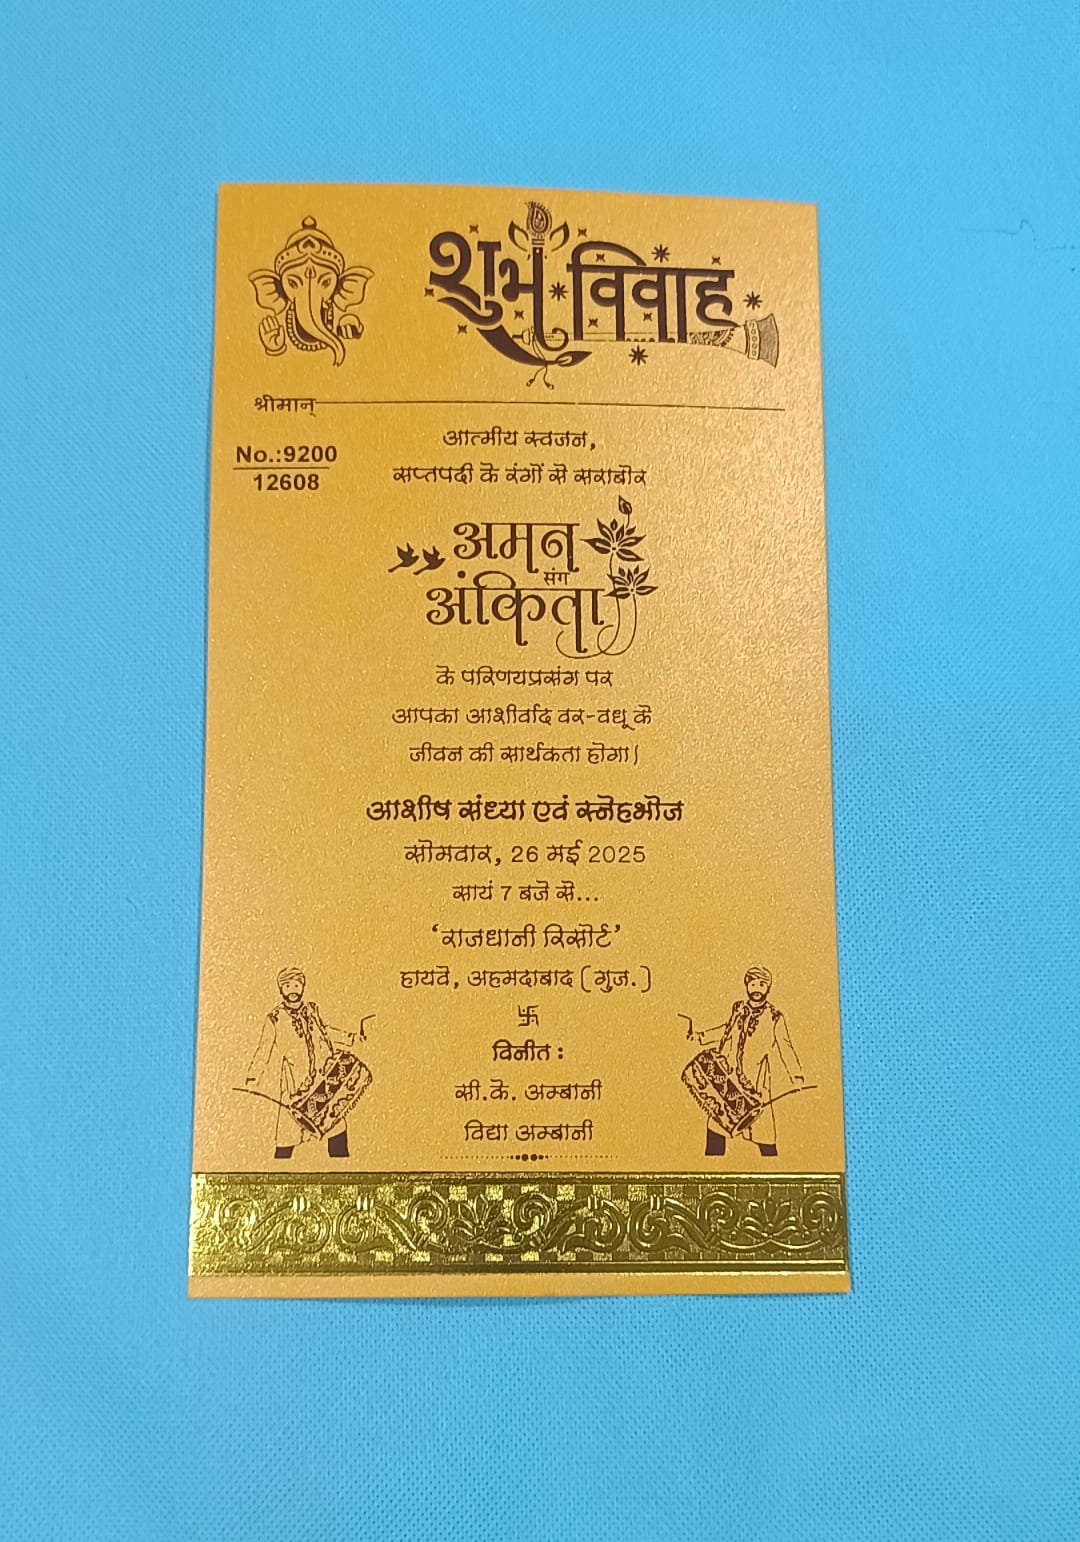 शुभ विवाह
श्रीमान्
No.:9200
12608
आत्मीय स्वजन,
सप्तपदी के रंगों से सराबोर
अमन
संग
अंकिता
के परिणयप्रसंग पर
आपका आशीर्वाद वर-वधू के
जीवन की सार्थकता होगा।
आशीष संध्या एवं स्नेहभोज
सोमवार, 26 मई 2025
सायं 7 बजे से...
‘राजधानी रिसोर्ट’
हायवे, अहमदाबाद (गुज.)
卐
विनीत :
सी.के. अम्बानी
विद्या अम्बानी